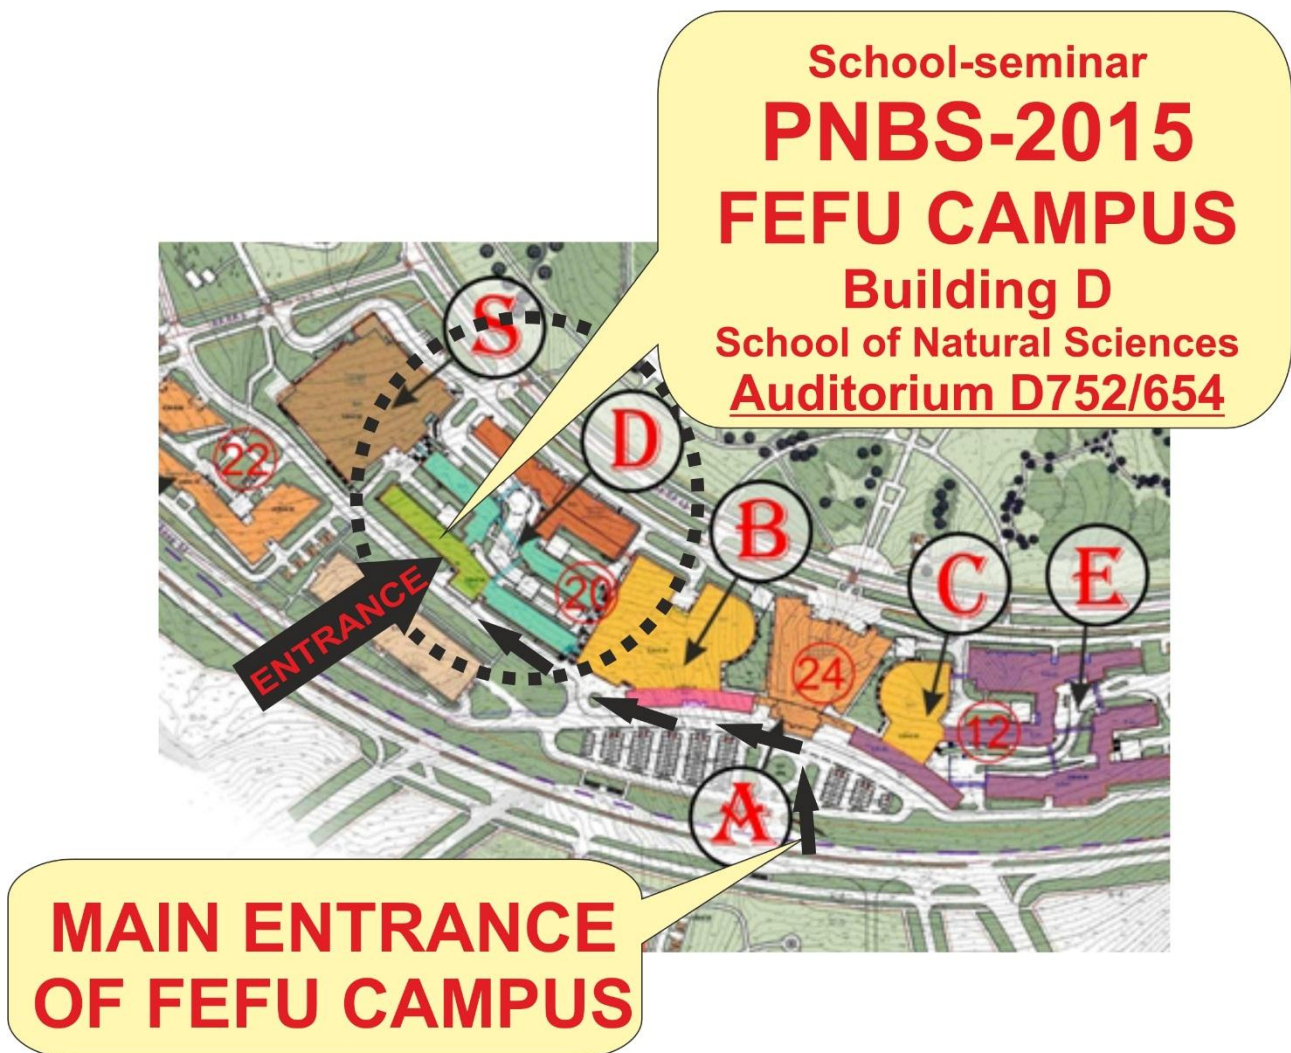 School-seminar
PNBS-2015
FEFU CAMPUS
Building D
School of Natural Sciences
Auditorium D752/654
S
D
22
B
ENTRANCE
20
C
E
24
12
A
MAIN ENTRANCE
OF FEFU CAMPUS